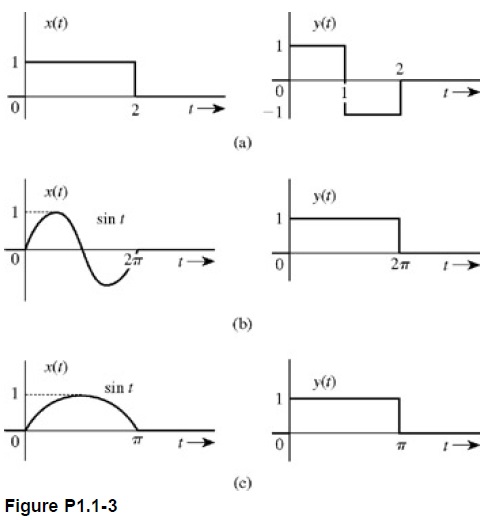 x(t)
y(t)
1
0
2
t
1
0
1
2
t
−1
(a)
x(t)
1
sin t
0
2π
t
y(t)
1
0
2π
t
(b)
x(t)
1
sin t
0
π
t
y(t)
1
0
π
t
(c)
Figure P1.1-3